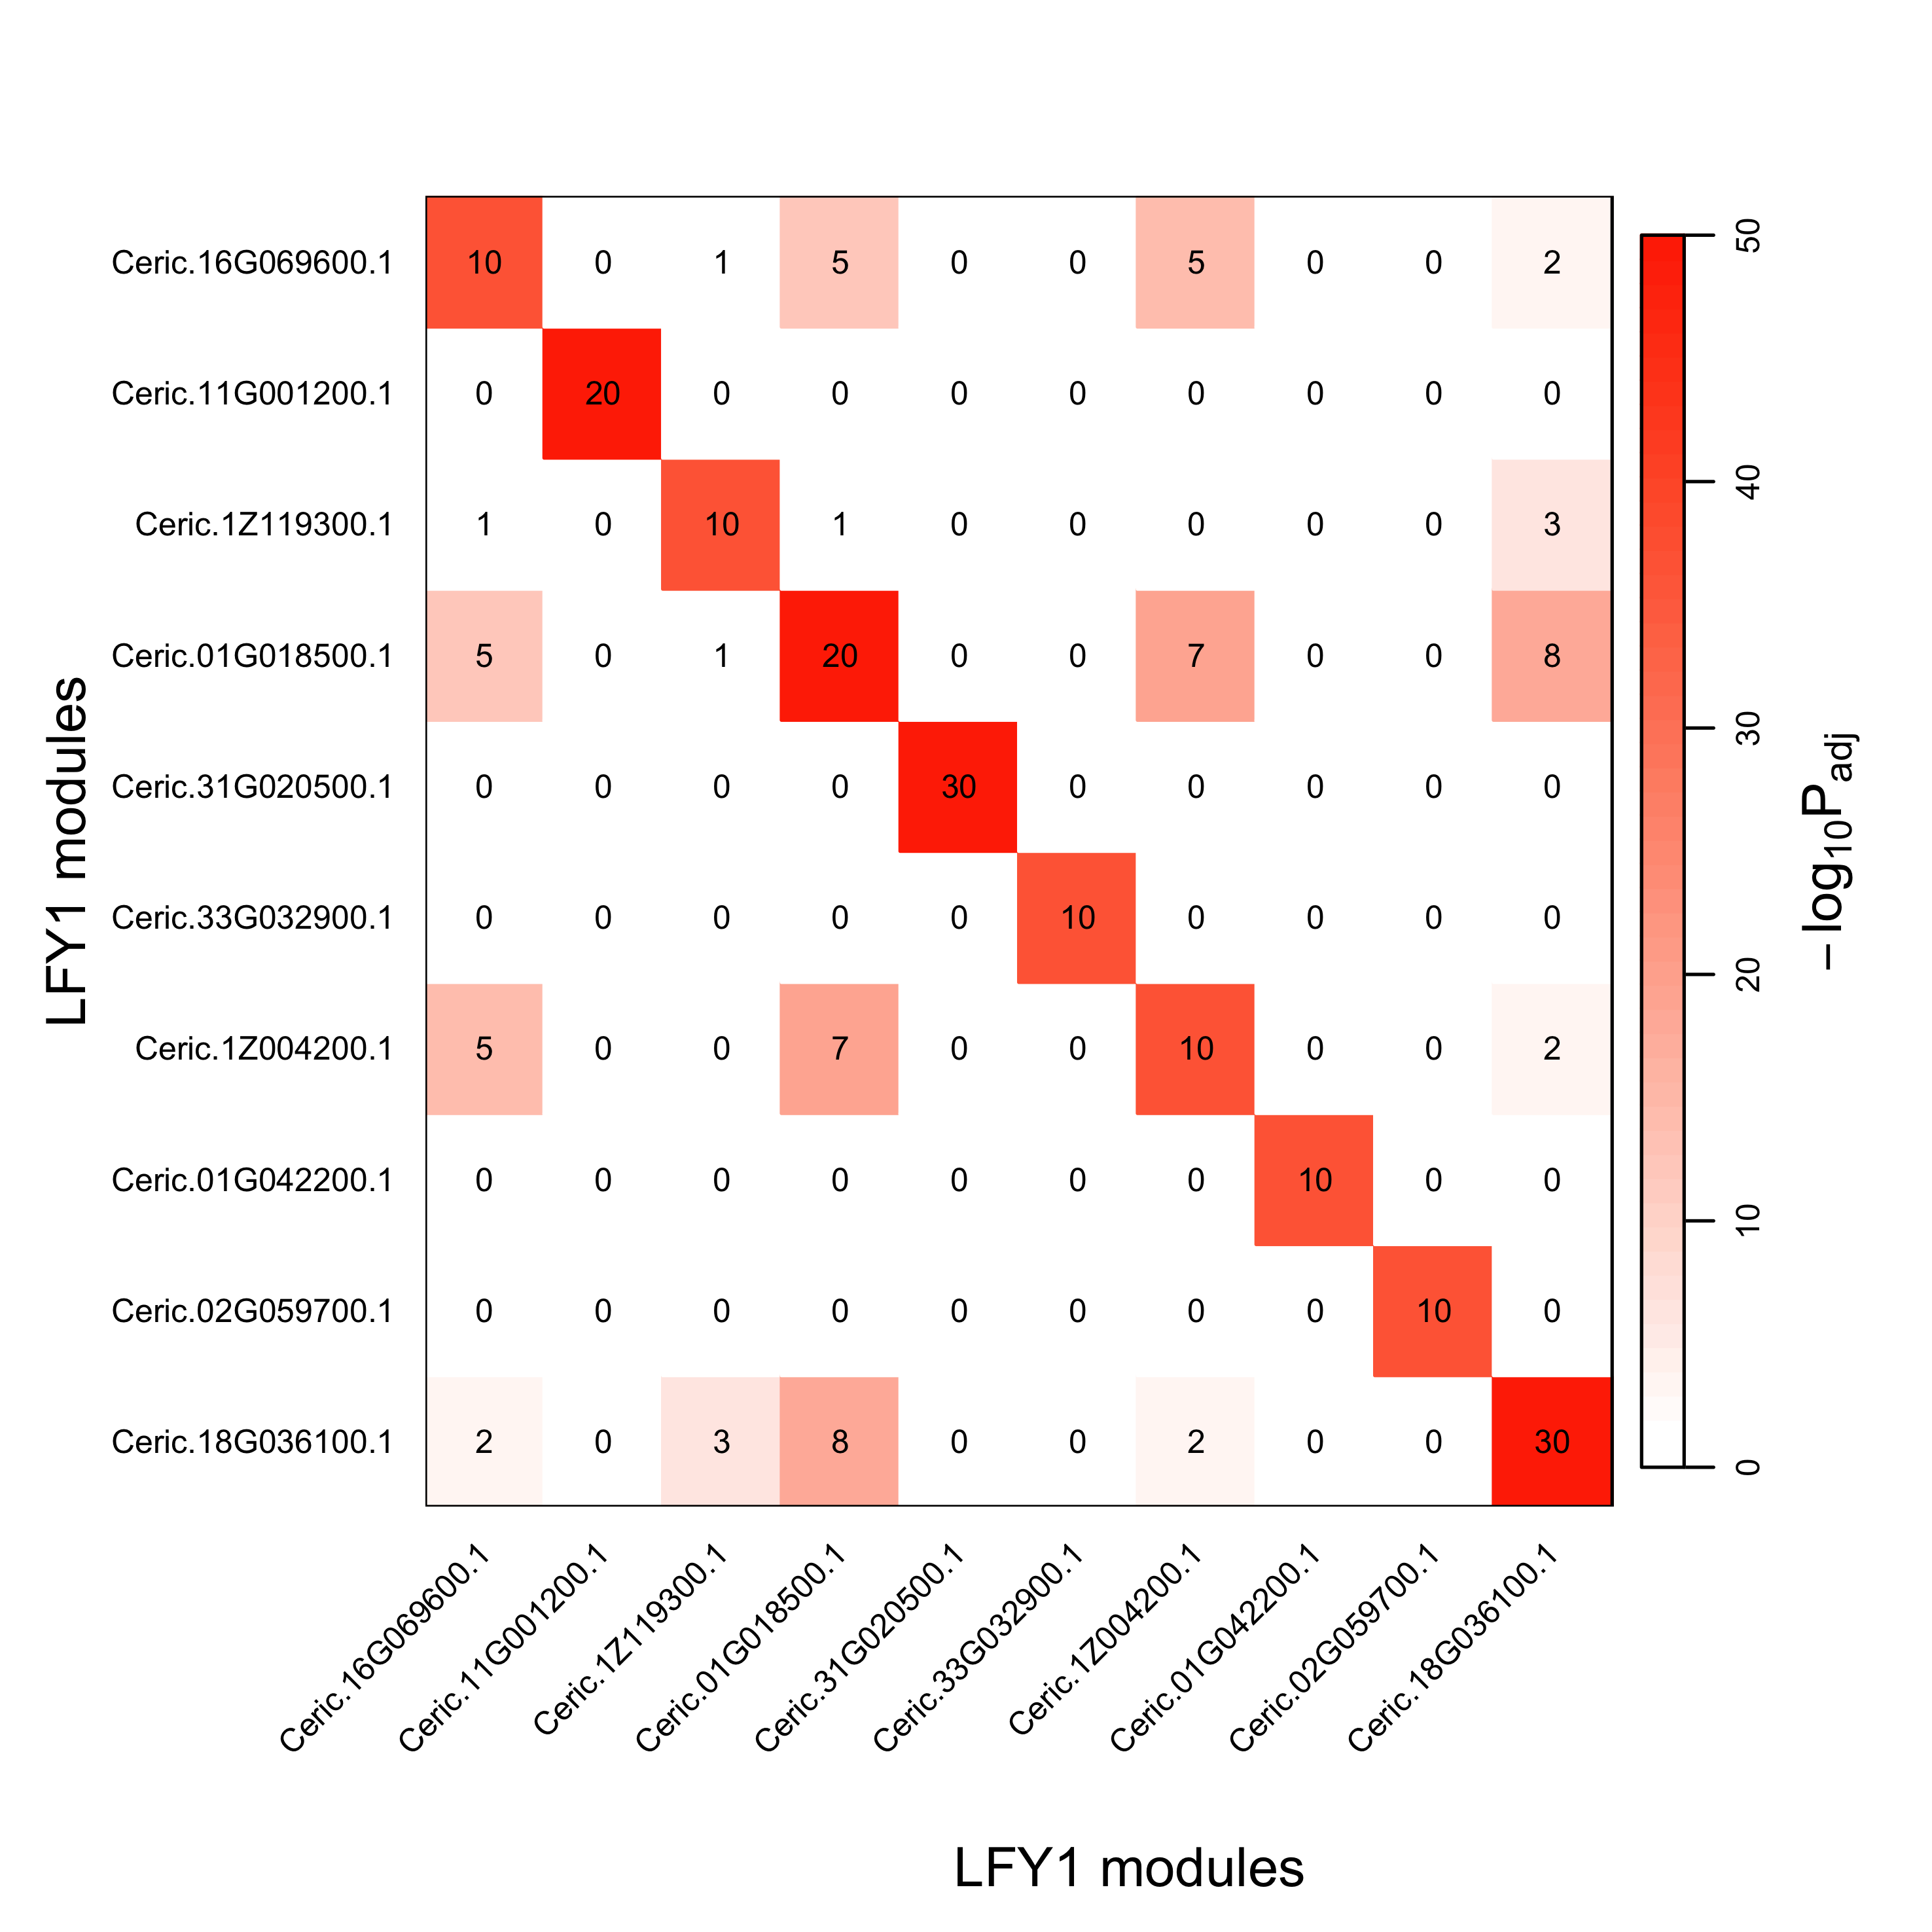 Ceric.16G069600.1 10 0 1 5 0 0 5 0 0 2
Ceric.11G001200.1 0 20 0 0 0 0 0 0 0 0
Ceric.1Z119300.1 1 0 10 1 0 0 0 0 0 3
Ceric.01G018500.1 5 0 1 20 0 0 7 0 0 8
Ceric.31G020500.1 0 0 0 0 30 0 0 0 0 0
Ceric.33G032900.1 0 0 0 0 0 10 0 0 0 0
Ceric.1Z004200.1 5 0 0 7 0 0 10 0 0 2
Ceric.01G042200.1 0 0 0 0 0 0 0 10 0 0
Ceric.02G059700.1 0 0 0 0 0 0 0 0 10 0
Ceric.18G036100.1 2 0 3 8 0 0 2 0 0 30
LFY1 modules
Ceric.16G069600.1
Ceric.11G001200.1
Ceric.1Z119300.1
Ceric.01G018500.1
Ceric.31G020500.1
Ceric.33G032900.1
Ceric.1Z004200.1
Ceric.01G042200.1
Ceric.02G059700.1
Ceric.18G036100.1
LFY1 modules
50
40
30
20
10
0
−log10Padj